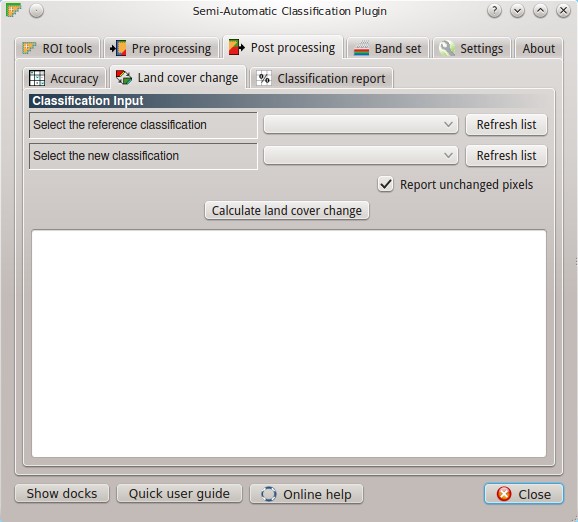 Semi-Automatic Classification Plugin
ROI tools Pre processing Post processing Band set Settings About
Accuracy Land cover change % Classification report
Classification Input
Select the reference classification Refresh list
Select the new classification Refresh list
Report unchanged pixels
Calculate land cover change
Show docks Quick user guide Online help Close